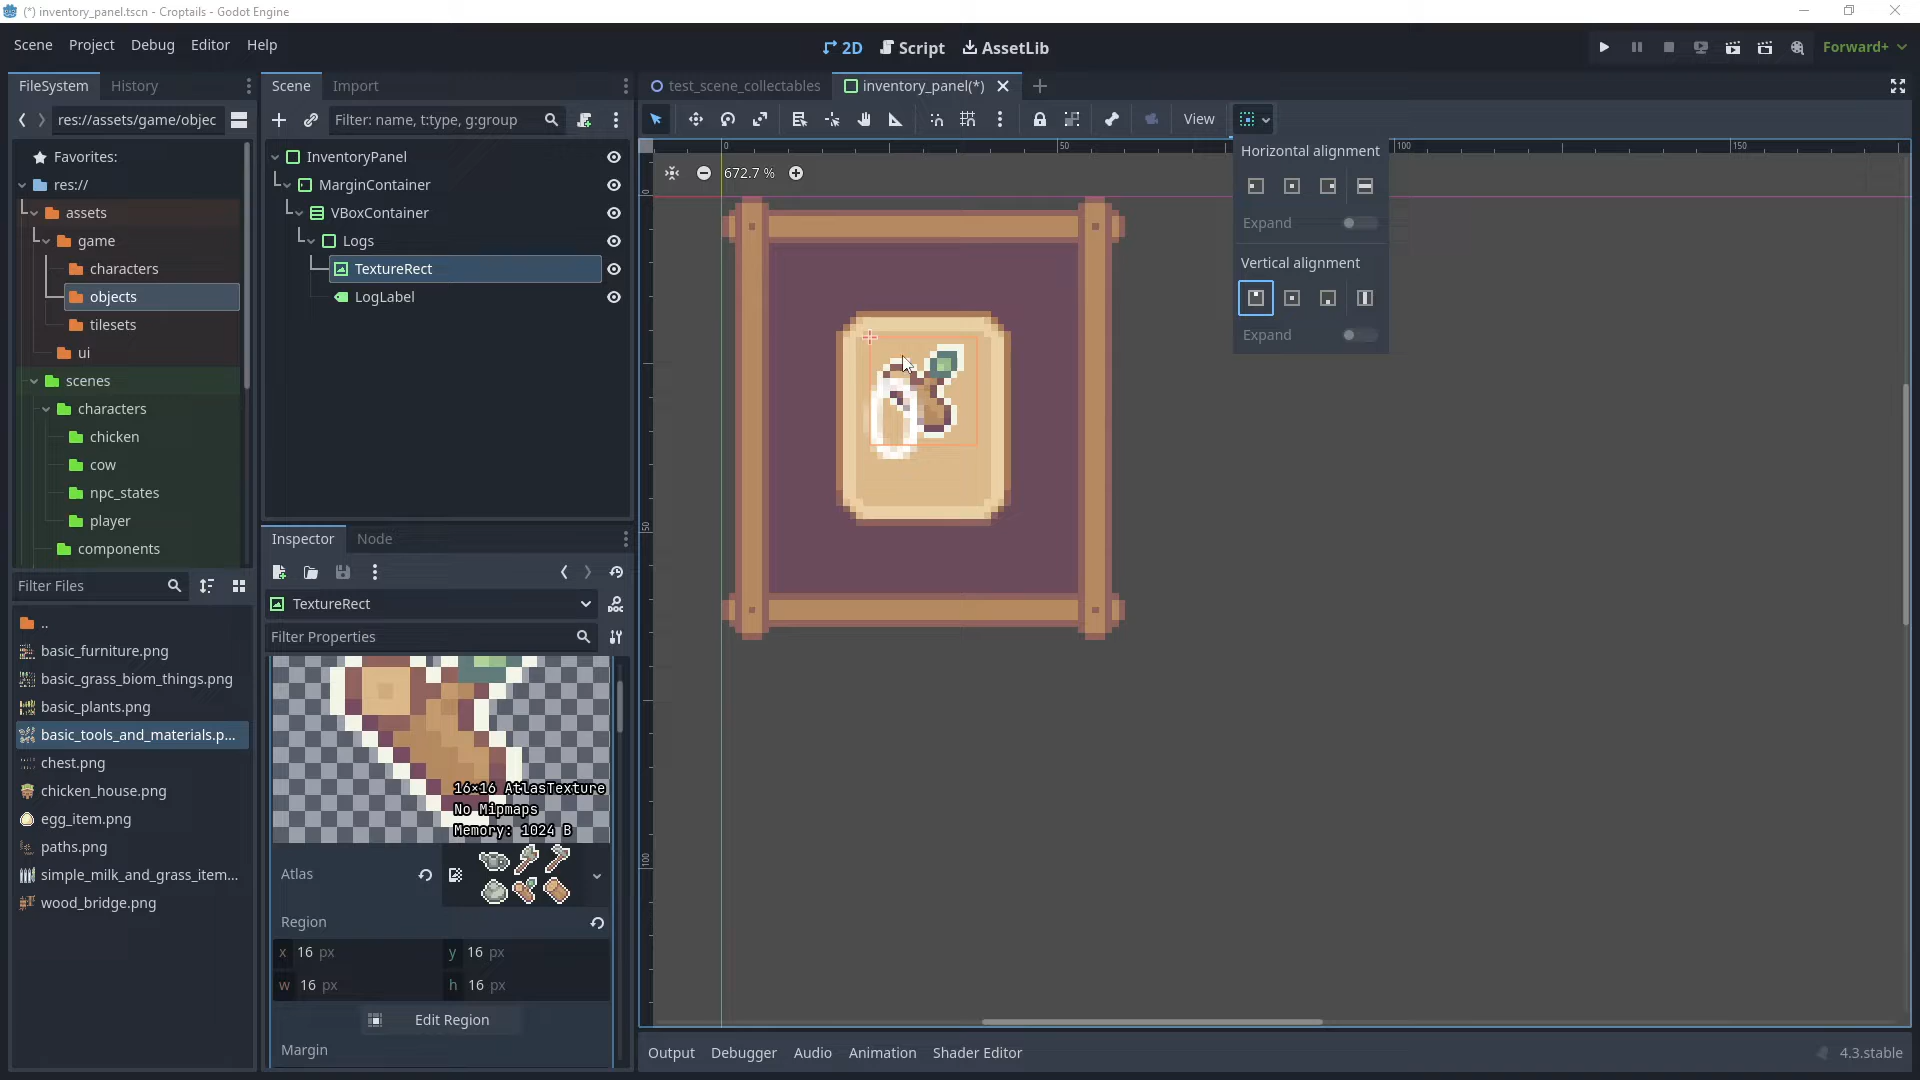 (*) inventory_panel.tscn - Croptails - Godot Engine
Scene Project Debug Editor Help
2D Script AssetLib
Forward+
FileSystem History
res://assets/game/objec
Favorites:
res://
assets
game
characters
objects
tilesets
ui
scenes
characters
chicken
cow
npc_states
player
components
Filter Files
..
basic_furniture.png
basic_grass_biom_things.png
basic_plants.png
basic_tools_and_materials.p...
chest.png
chicken_house.png
egg_item.png
paths.png
simple_milk_and_grass_item...
wood_bridge.png
Scene Import
Filter: name, t:type, g:group
InventoryPanel
MarginContainer
VBoxContainer
Logs
TextureRect
LogLabel
Inspector Node
TextureRect
Filter Properties
16×16 AtlasTexture
No Mipmaps
Memory: 1024 B
Atlas
Region
x 16 px y 16 px
w 16 px h 16 px
Edit Region
Margin
test_scene_collectables inventory_panel(*)
View
0 50 100 150
672.7 %
0
50
100
0
Horizontal alignment
Expand
Vertical alignment
Expand
Output Debugger Audio Animation Shader Editor
4.3.stable